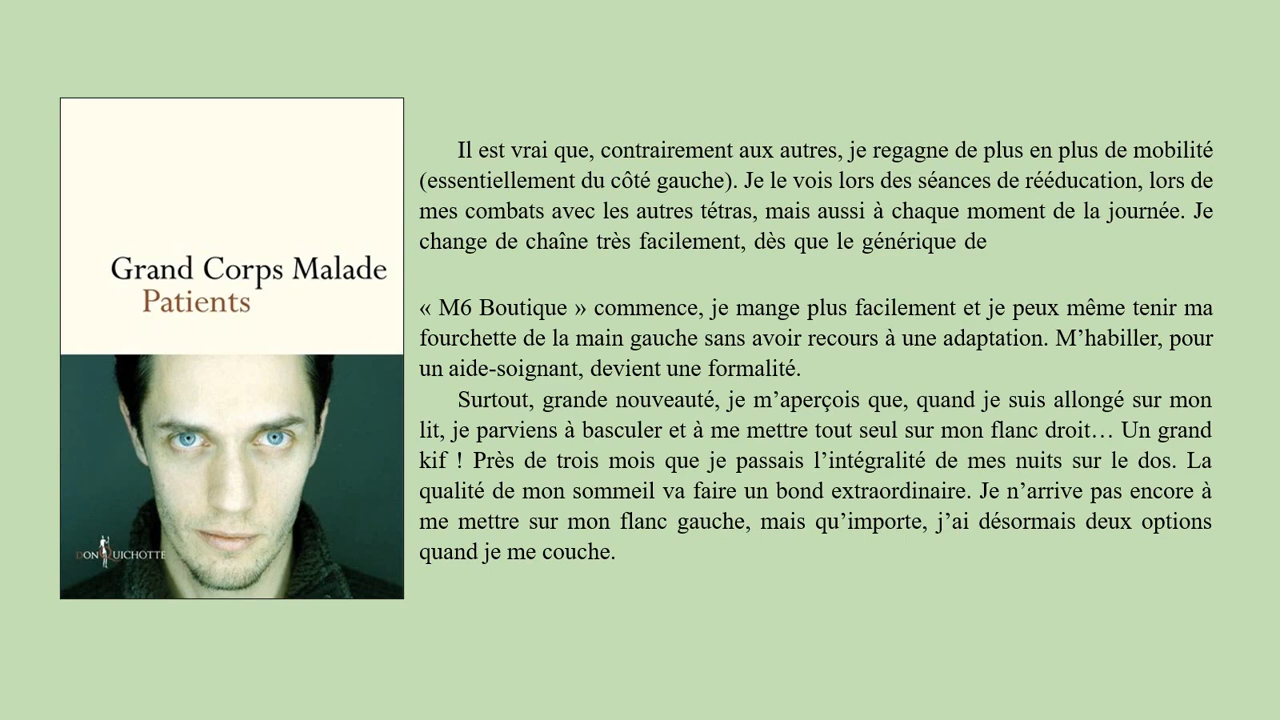 Grand Corps Malade
Patients
DONQUICHOTTE
Il est vrai que, contrairement aux autres, je regagne de plus en plus de mobilité
(essentiellement du côté gauche). Je le vois lors des séances de rééducation, lors de
mes combats avec les autres tétras, mais aussi à chaque moment de la journée. Je
change de chaîne très facilement, dès que le générique de
« M6 Boutique » commence, je mange plus facilement et je peux même tenir ma
fourchette de la main gauche sans avoir recours à une adaptation. M’habiller, pour
un aide-soignant, devient une formalité.
Surtout, grande nouveauté, je m’aperçois que, quand je suis allongé sur mon
lit, je parviens à basculer et à me mettre tout seul sur mon flanc droit… Un grand
kif ! Près de trois mois que je passais l’intégralité de mes nuits sur le dos. La
qualité de mon sommeil va faire un bond extraordinaire. Je n’arrive pas encore à
me mettre sur mon flanc gauche, mais qu’importe, j’ai désormais deux options
quand je me couche.